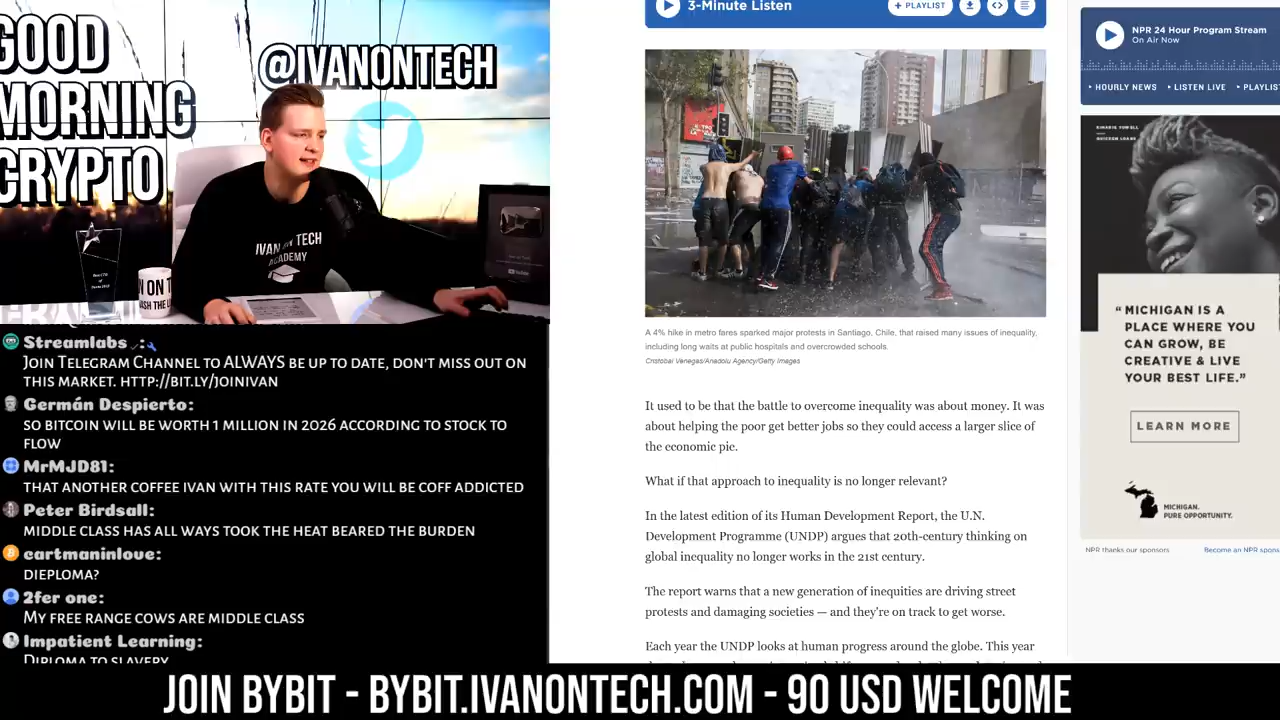 GOOD
MORNING
CRYPTO
@IVANONTECH
IVAN ON TECH
ACADEMY
Streamlabs
JOIN TELEGRAM CHANNEL TO ALWAYS BE UP TO DATE, DON'T MISS OUT ON
THIS MARKET. HTTP://BIT.LY/JOINIVAN
Germán Despierto:
SO BITCOIN WILL BE WORTH 1 MILLION IN 2026 ACCORDING TO STOCK TO
FLOW
MrMJD81:
THAT ANOTHER COFFEE IVAN WITH THIS RATE YOU WILL BE COFF ADDICTED
Peter Birdsall:
MIDDLE CLASS HAS ALL WAYS TOOK THE HEAT BEARED THE BURDEN
cartmaninlove:
DIEPLOMA?
2fer one:
MY FREE RANGE COWS ARE MIDDLE CLASS
Impatient Learning:
DIPLOMA TO SLAVERY
3-Minute Listen
+ PLAYLIST
A 4% hike in metro fares sparked major protests in Santiago, Chile, that raised many issues of inequality,
including long waits at public hospitals and overcrowded schools.
Cristobal Venegas/Anadolu Agency/Getty Images
It used to be that the battle to overcome inequality was about money. It was
about helping the poor get better jobs so they could access a larger slice of
the economic pie.
What if that approach to inequality is no longer relevant?
In the latest edition of its Human Development Report, the U.N.
Development Programme (UNDP) argues that 20th-century thinking on
global inequality no longer works in the 21st century.
The report warns that a new generation of inequities are driving street
protests and damaging societies — and they're on track to get worse.
Each year the UNDP looks at human progress around the globe. This year
NPR 24 Hour Program Stream
On Air Now
HOURLY NEWS LISTEN LIVE PLAYLIS
“MICHIGAN IS A
PLACE WHERE YOU
CAN GROW, BE
CREATIVE & LIVE
YOUR BEST LIFE.”
LEARN MORE
MICHIGAN.
PURE OPPORTUNITY.
NPR thanks our sponsors
Become an NPR spons
JOIN BYBIT - BYBIT.IVANONTECH.COM - 90 USD WELCOME